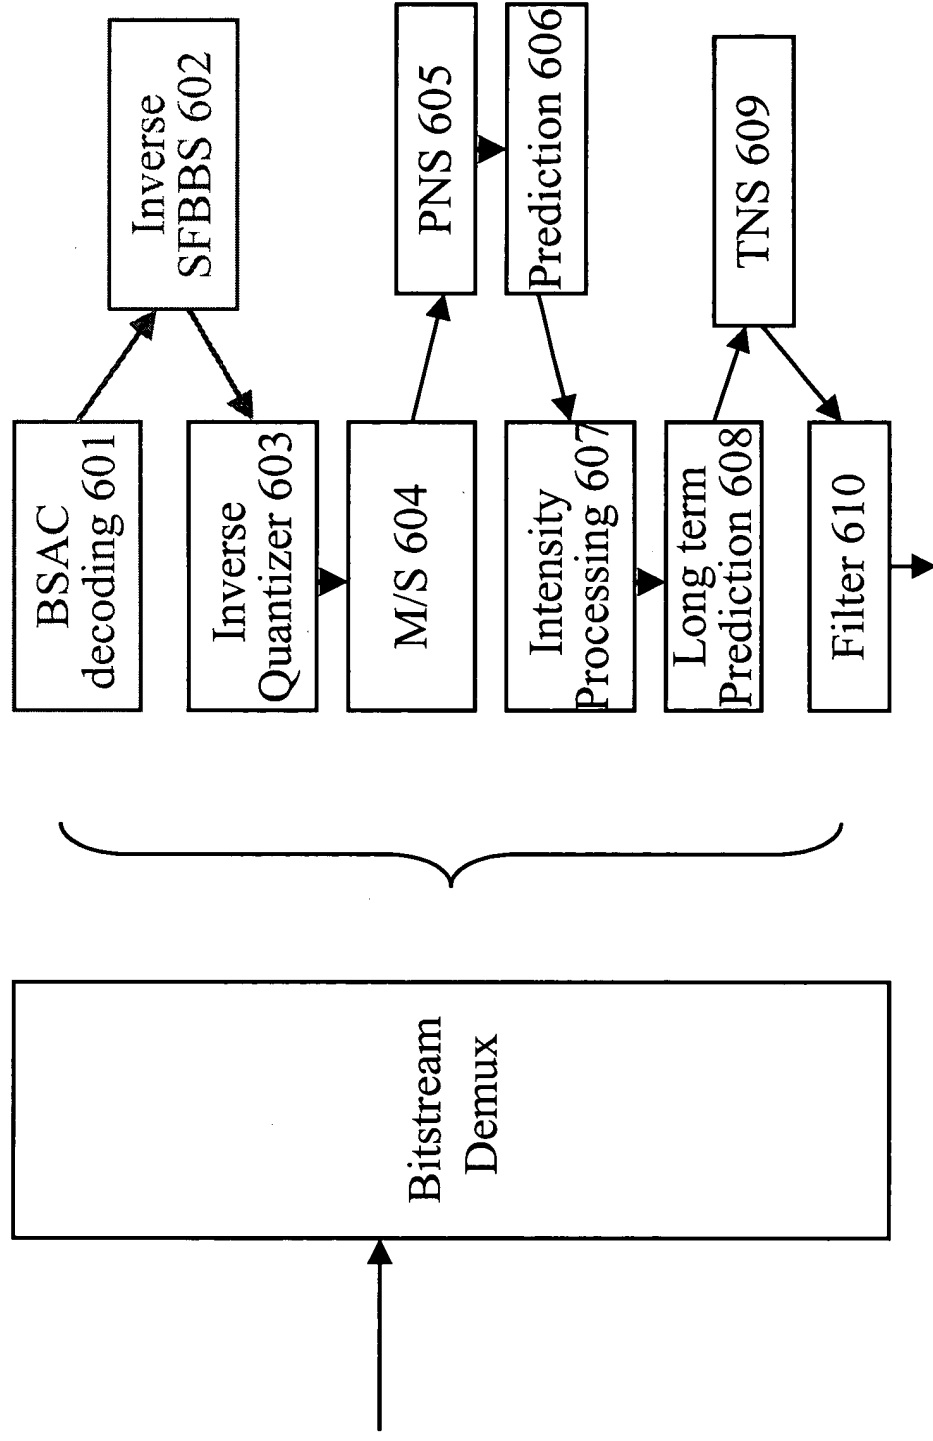 Bitstream
Demux
BSAC
decoding 601
Inverse
SFBBS 602
Inverse
Quantizer 603
M/S 604
PNS 605
Prediction 606
Intensity
Processing 607
Long term
Prediction 608
TNS 609
Filter 610